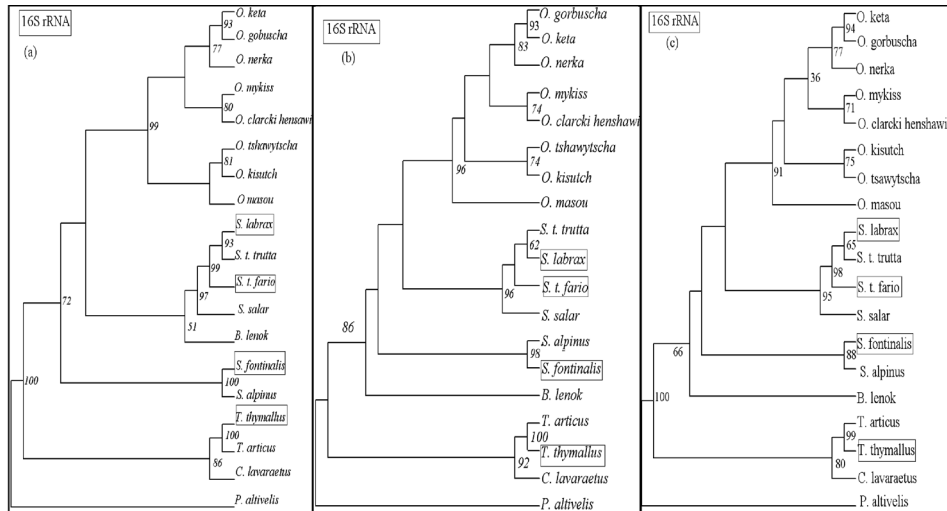 16S rRNA
(a)
O. keta
93
O. gobuscha
77
O. nerka
O. mykiss
80
O. clarcki hensawi
99
O. tshawytscha
81
O. kisutch
O masou
S. labrax
93
S. t. trutta
99
S. t. fario
97
S. salar
51
B. lenok
72
S. fontinalis
100
S. alpinus
100
T. thymallus
100
T. articus
86
C. lavaraetus
P. altivelis
16S rRNA
(b)
O. gorbuscha
93
O. keta
83
O. nerka
O. mykiss
74
O. clarcki henshawi
O. tshawytscha
74
96
O. kisutch
O. masou
S. t. trutta
62
S. labrax
S. t. fario
96
S. salar
86
S. alpinus
98
S. fontinalis
B. lenok
T. articus
100
T. thymallus
92
C. lavaraetus
P. altivelis
16S rRNA
(c)
O. keta
94
O. gorbuscha
77
O. nerka
36
O. mykiss
71
O. clarcki henshawi
O. kisutch
75
91
O. tsawytscha
O. masou
S. labrax
65
S. t. trutta
98
S. t. fario
95
S. salar
S. fontinalis
66
88
S. alpinus
B. lenok
100
T. articus
99
T. thymallus
80
C. lavaraetus
P. altivelis